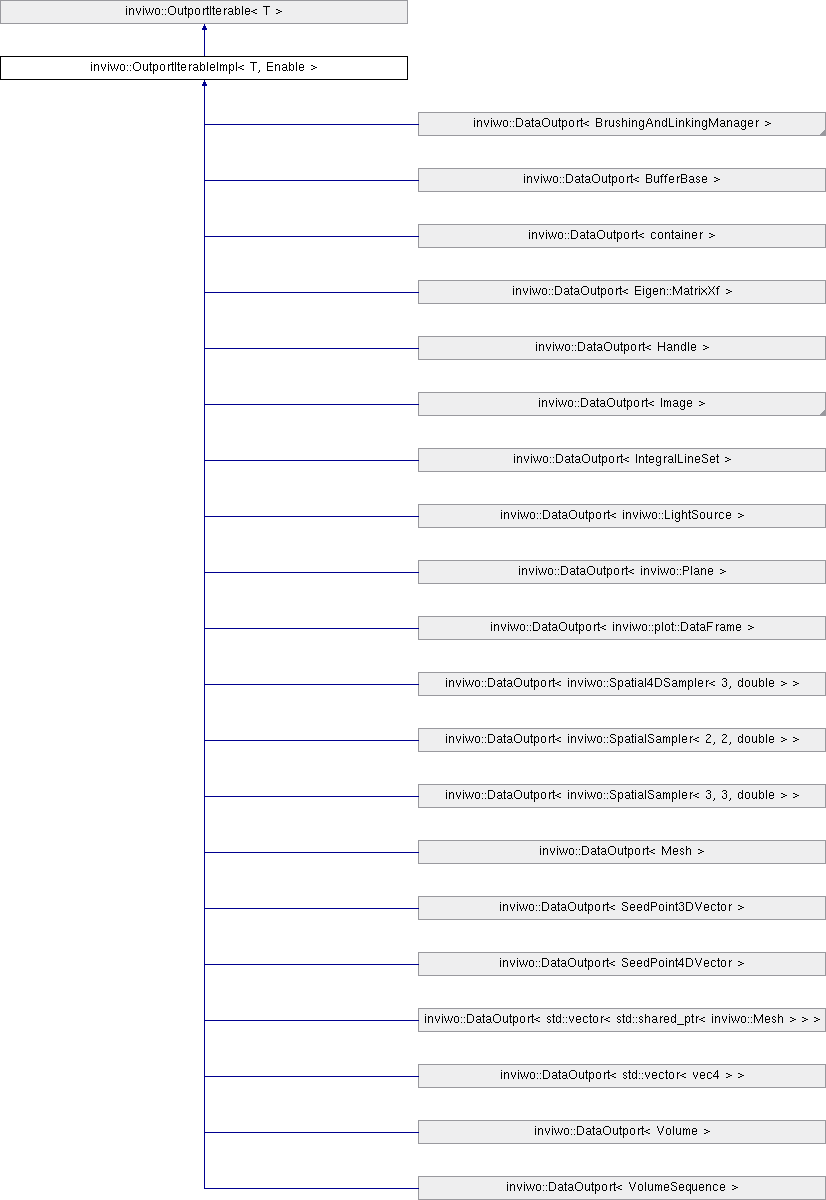 inviwo::OutportIterable< T >
inviwo::OutportIterableImpl< T, Enable >
inviwo::DataOutport< BrushingAndLinkingManager >
inviwo::DataOutport< BufferBase >
inviwo::DataOutport< container >
inviwo::DataOutport< Eigen::MatrixXf >
inviwo::DataOutport< Handle >
inviwo::DataOutport< Image >
inviwo::DataOutport< IntegralLineSet >
inviwo::DataOutport< inviwo::LightSource >
inviwo::DataOutport< inviwo::Plane >
inviwo::DataOutport< inviwo::plot::DataFrame >
inviwo::DataOutport< inviwo::Spatial4DSampler< 3, double > >
inviwo::DataOutport< inviwo::SpatialSampler< 2, 2, double > >
inviwo::DataOutport< inviwo::SpatialSampler< 3, 3, double > >
inviwo::DataOutport< Mesh >
inviwo::DataOutport< SeedPoint3DVector >
inviwo::DataOutport< SeedPoint4DVector >
inviwo::DataOutport< std::vector< std::shared_ptr< inviwo::Mesh > > >
inviwo::DataOutport< std::vector< vec4 > >
inviwo::DataOutport< Volume >
inviwo::DataOutport< VolumeSequence >